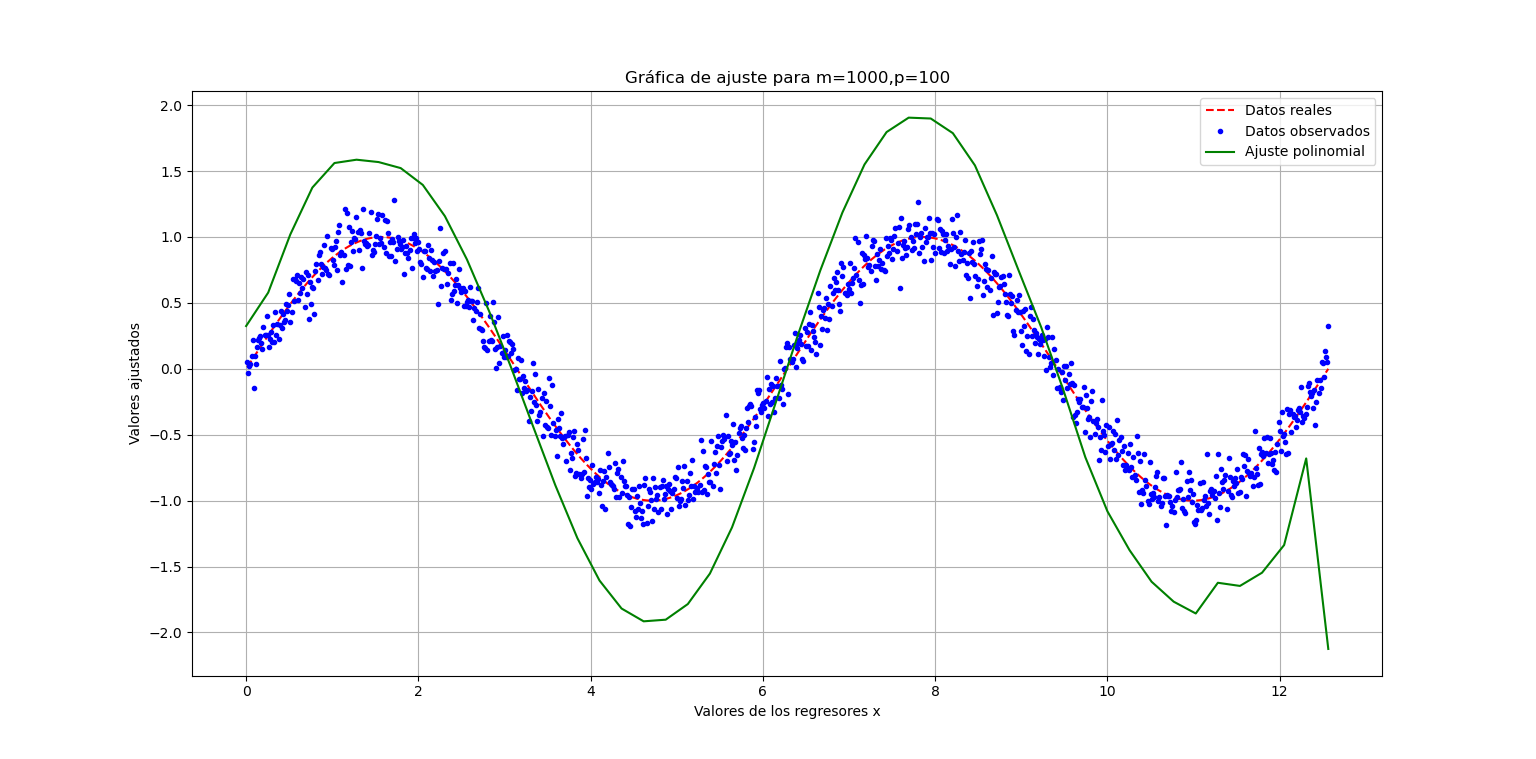 Gráfica de ajuste para m=1000,p=100
Datos reales
Datos observados
Ajuste polinomial
Valores ajustados
2.0
1.5
1.0
0.5
0.0
−0.5
−1.0
−1.5
−2.0
0 2 4 6 8 10 12
Valores de los regresores x